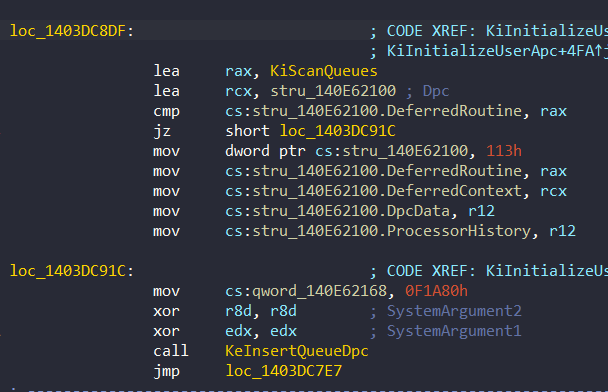 loc_1403DC8DF: ; CODE XREF: KiInitializeUs
; KiInitializeUserApc+4FA↑j
lea rax, KiScanQueues
lea rcx, stru_140E62100 ; Dpc
cmp cs:stru_140E62100.DeferredRoutine, rax
jz short loc_1403DC91C
mov dword ptr cs:stru_140E62100, 113h
mov cs:stru_140E62100.DeferredRoutine, rax
mov cs:stru_140E62100.DeferredContext, rcx
mov cs:stru_140E62100.DpcData, r12
mov cs:stru_140E62100.ProcessorHistory, r12
loc_1403DC91C: ; CODE XREF: KiInitializeUs
mov cs:qword_140E62168, 0F1A80h
xor r8d, r8d ; SystemArgument2
xor edx, edx ; SystemArgument1
call KeInsertQueueDpc
jmp loc_1403DC7E7